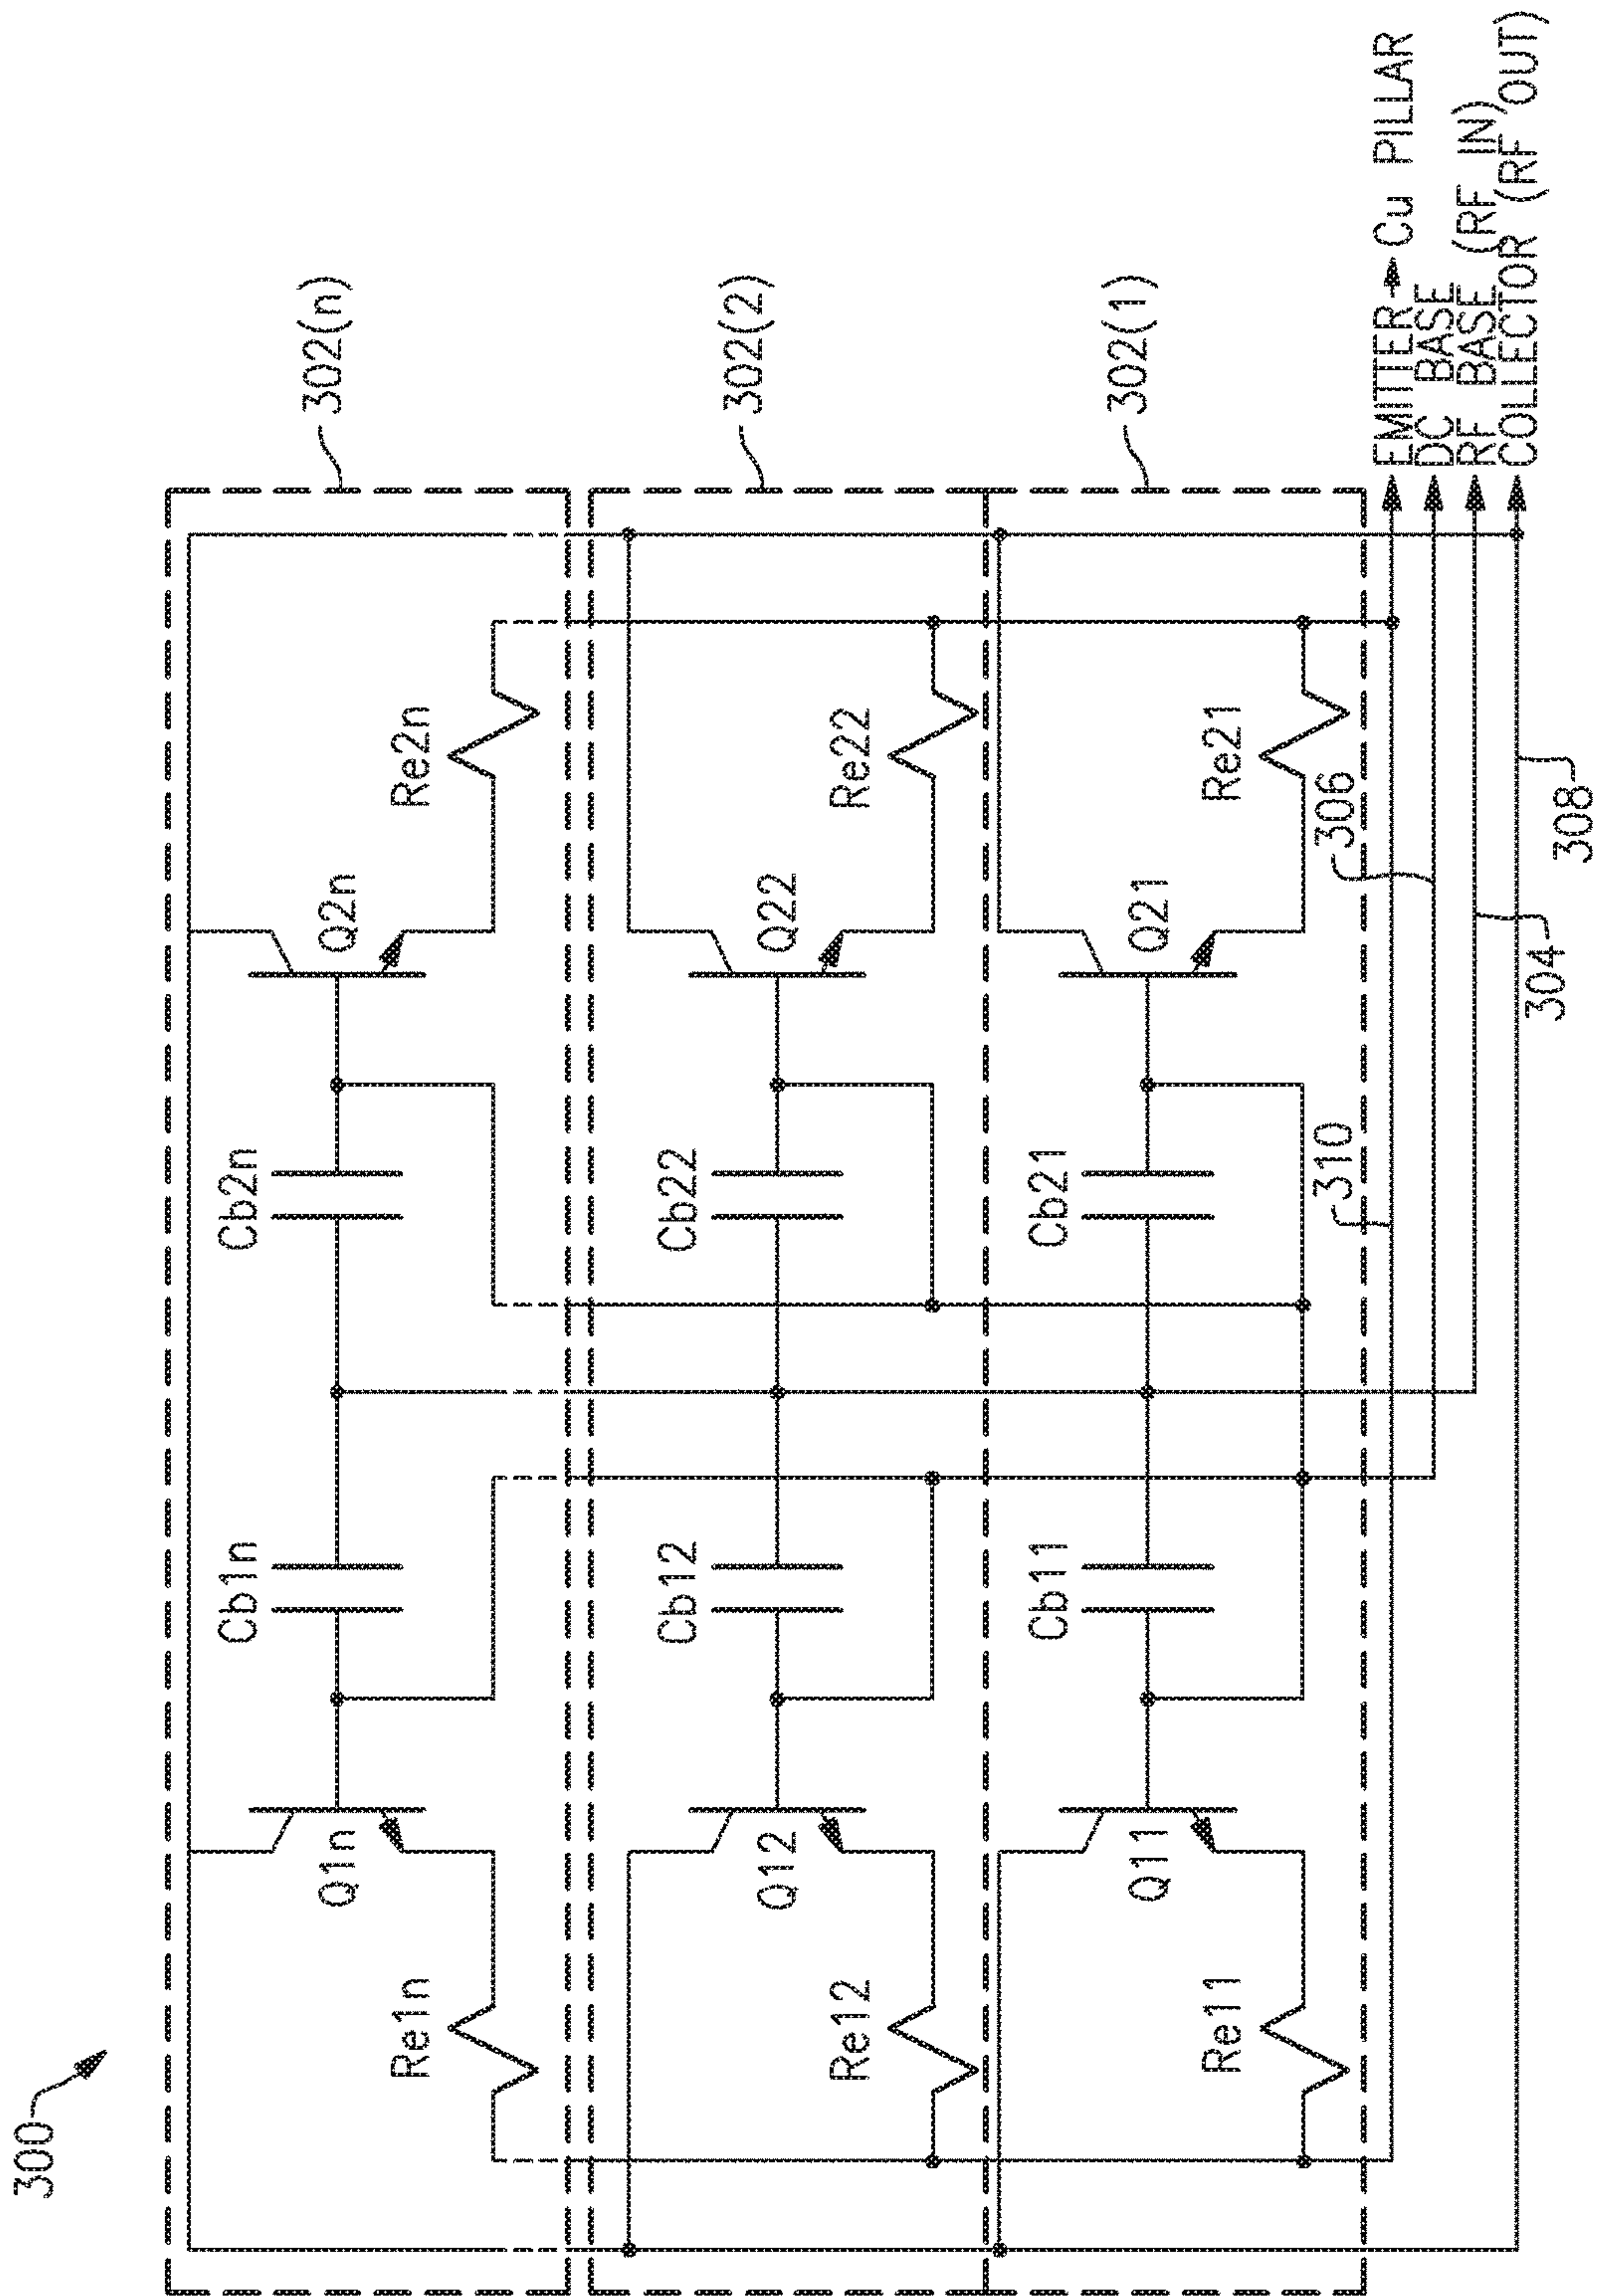 300
302(n)
302(2)
302(1)
Cb1n
Cb2n
Q1n
Q2n
Re1n
Re2n
Cb12
Cb22
Q12
Q22
Re12
Re22
Cb11
Cb21
Q11
Q21
Re11
Re21
310
306
EMITTER → Cu PILLAR
DC BASE
RF BASE (RF IN)
COLLECTOR (RF OUT)
304
308